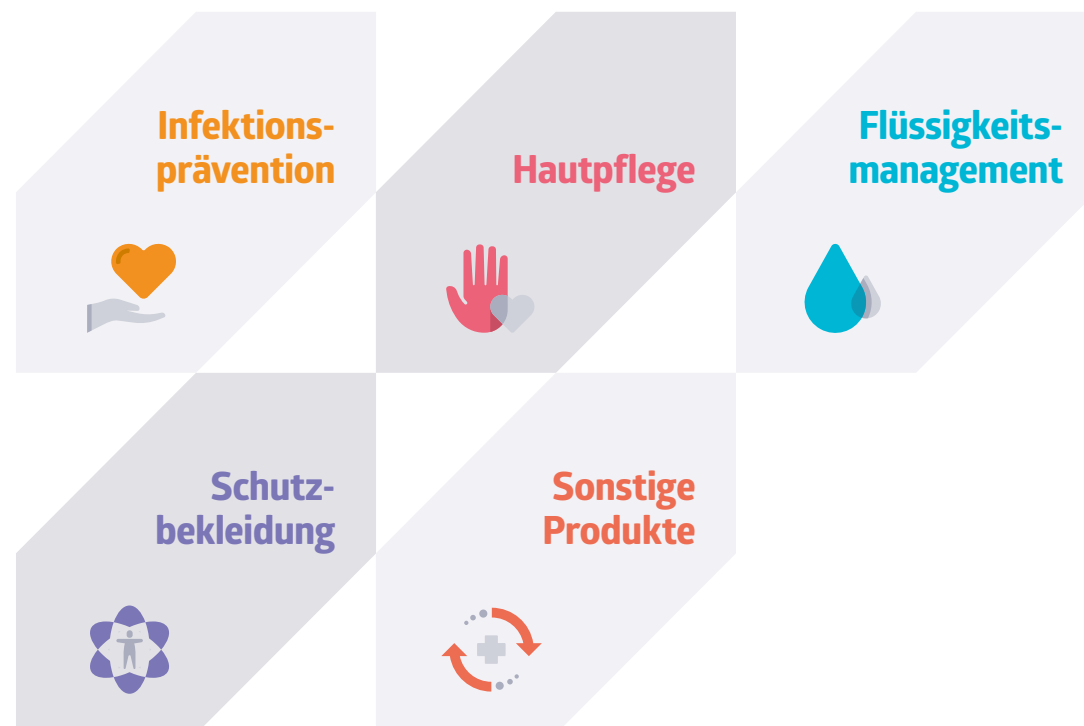 Infektions-
prävention
Hautpflege
Flüssigkeits-
management
Schutz-
bekleidung
Sonstige
Produkte